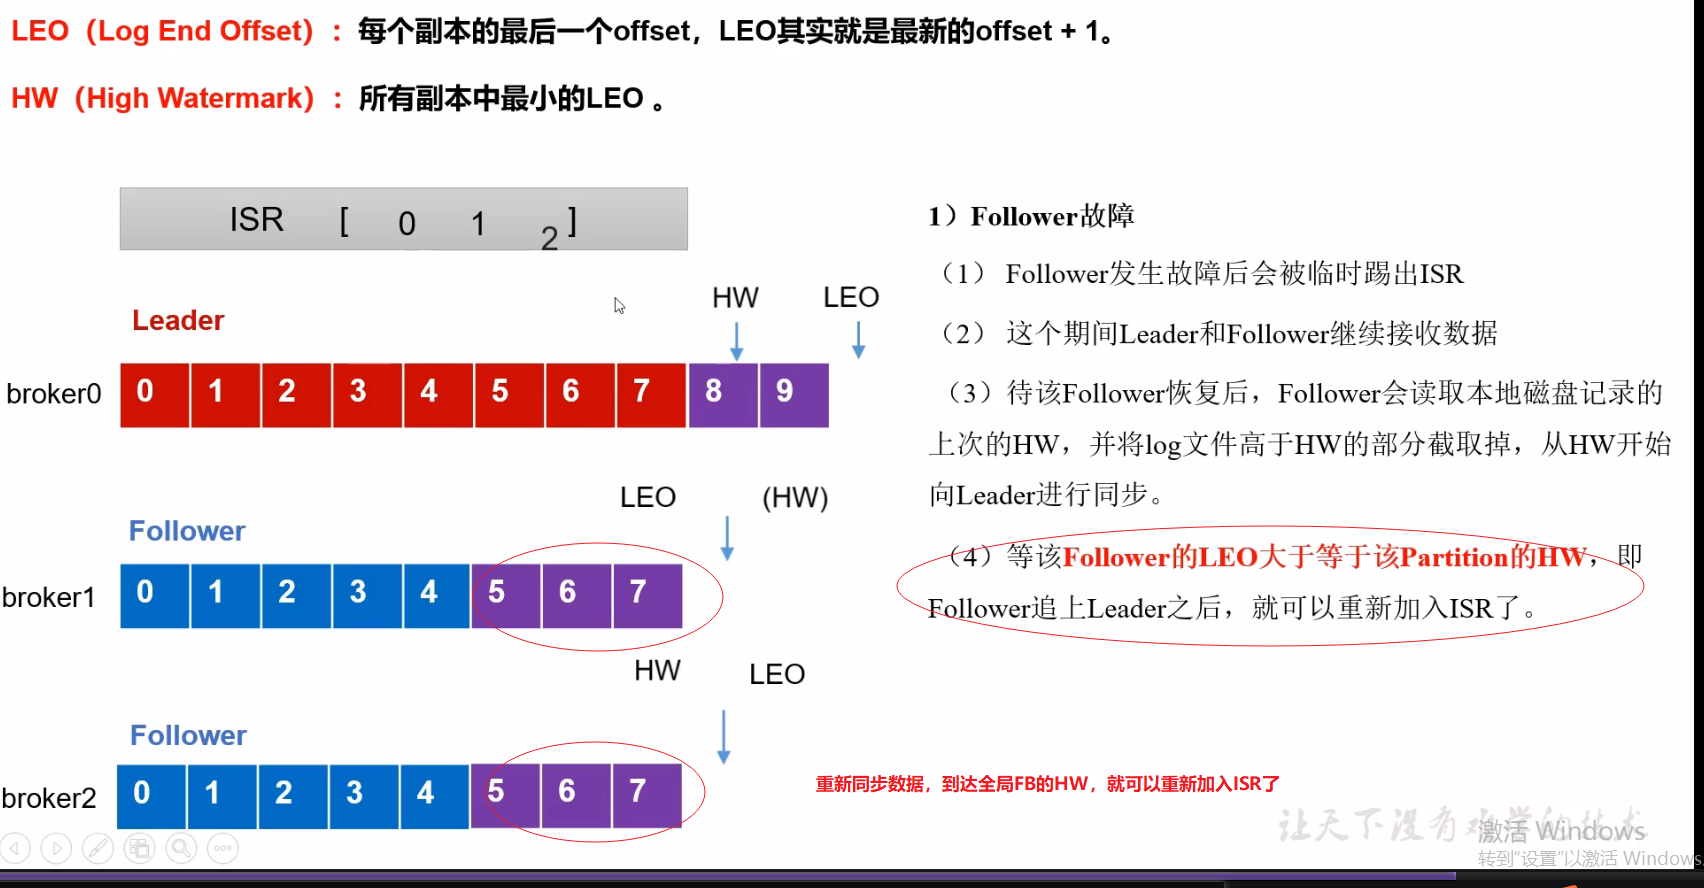 LEO（Log End Offset）：每个副本的最后一个offset，LEO其实就是最新的offset + 1。
HW（High Watermark）：所有副本中最小的LEO 。
ISR [ 0 1 2 ]
HW LEO
Leader
broker0 0 1 2 3 4 5 6 7 8 9
LEO (HW)
Follower
broker1 0 1 2 3 4 5 6 7
HW LEO
Follower
broker2 0 1 2 3 4 5 6 7
1）Follower故障
（1） Follower发生故障后会被临时踢出ISR
（2） 这个期间Leader和Follower继续接收数据
（3）待该Follower恢复后，Follower会读取本地磁盘记录的
上次的HW，并将log文件高于HW的部分截取掉，从HW开始
向Leader进行同步。
（4）等该Follower的LEO大于等于该Partition的HW，即
Follower追上Leader之后，就可以重新加入ISR了。
重新同步数据，到达全局FB的HW，就可以重新加入ISR了
让天下没有难学的技术
激活 Windows
转到“设置”以激活 Windows